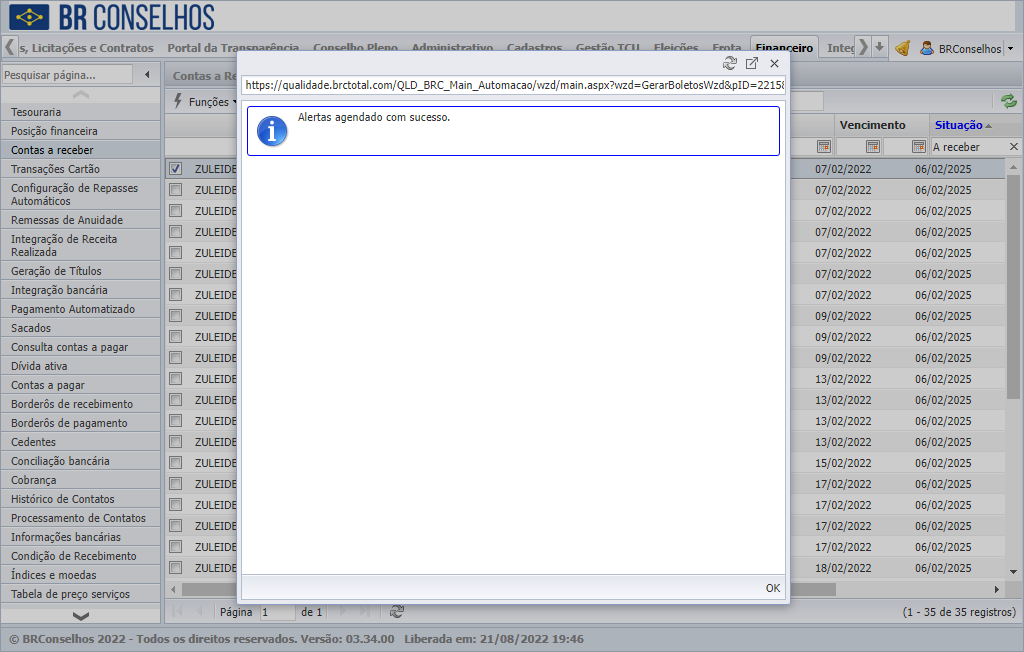 BR CONSELHOS
s, Licitações e Contratos Portal da Transparência Conselho Pleno Administrativo Cadastros Gestão TCU Eleições Frota Financeiro BRConselhos
Pesquisar página...
Contas a
Funções
https://qualidade.brctotal.com/QLD_BRC_Main_Automacao/wzd/main.aspx?wzd=GerarBoletosWzd&pID=2215
Alertas agendado com sucesso.
OK
Tesouraria
Posição financeira
Contas a receber
Transações Cartão
Configuração de Repasses
Automáticos
Remessas de Anuidade
Integração de Receita
Realizada
Geração de Títulos
Integração bancária
Pagamento Automatizado
Sacados
Consulta contas a pagar
Dívida ativa
Contas a pagar
Borderôs de recebimento
Borderôs de pagamento
Cedentes
Conciliação bancária
Cobrança
Histórico de Contatos
Processamento de Contatos
Informações bancárias
Condição de Recebimento
Índices e moedas
Tabela de preço serviços
Vencimento Situação
A receber
ZULEIDE 07/02/2022 06/02/2025
ZULEIDE 07/02/2022 06/02/2025
ZULEIDE 07/02/2022 06/02/2025
ZULEIDE 07/02/2022 06/02/2025
ZULEIDE 07/02/2022 06/02/2025
ZULEIDE 07/02/2022 06/02/2025
ZULEIDE 07/02/2022 06/02/2025
ZULEIDE 09/02/2022 06/02/2025
ZULEIDE 09/02/2022 06/02/2025
ZULEIDE 09/02/2022 06/02/2025
ZULEIDE 13/02/2022 06/02/2025
ZULEIDE 13/02/2022 06/02/2025
ZULEIDE 13/02/2022 06/02/2025
ZULEIDE 13/02/2022 06/02/2025
ZULEIDE 15/02/2022 06/02/2025
ZULEIDE 17/02/2022 06/02/2025
ZULEIDE 17/02/2022 06/02/2025
ZULEIDE 17/02/2022 06/02/2025
ZULEIDE 17/02/2022 06/02/2025
ZULEIDE 18/02/2022 06/02/2025
Página 1 de 1 (1 - 35 de 35 registros)
© BRConselhos 2022 - Todos os direitos reservados. Versão: 03.34.00 Liberada em: 21/08/2022 19:46